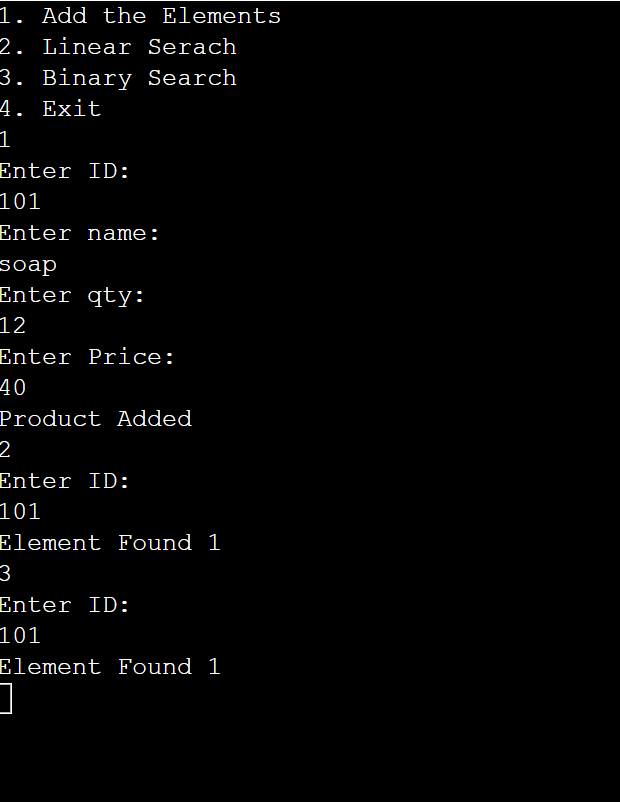 1. Add the Elements
2. Linear Serach
3. Binary Search
4. Exit
1
Enter ID:
101
Enter name:
soap
Enter qty:
12
Enter Price:
40
Product Added
2
Enter ID:
101
Element Found 1
3
Enter ID:
101
Element Found 1